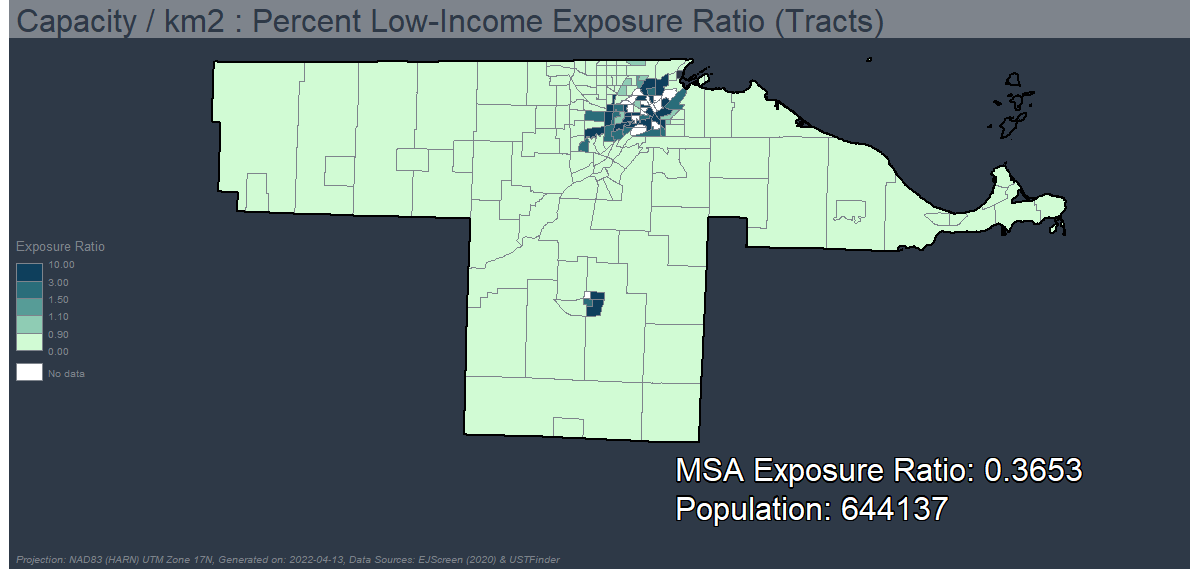 Capacity / km2 : Percent Low-Income Exposure Ratio (Tracts)
Exposure Ratio
10.00
3.00
1.50
1.10
0.90
0.00
No data
MSA Exposure Ratio: 0.3653
Population: 644137
Projection: NAD83 (HARN) UTM Zone 17N, Generated on: 2022-04-13, Data Sources: EJScreen (2020) & USTFinder